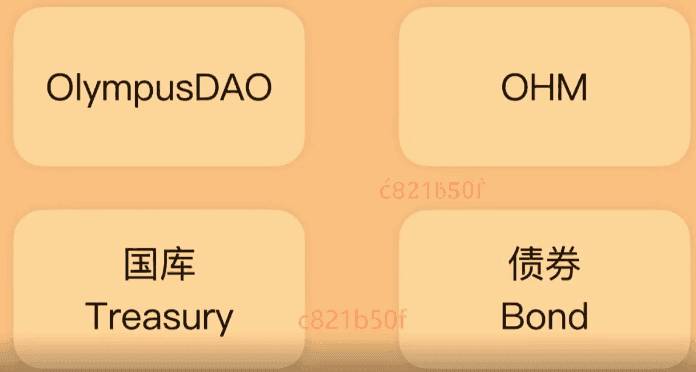 OlympusDAO
OHM
c821b50f
国库
Treasury
债券
Bond
c821b50f